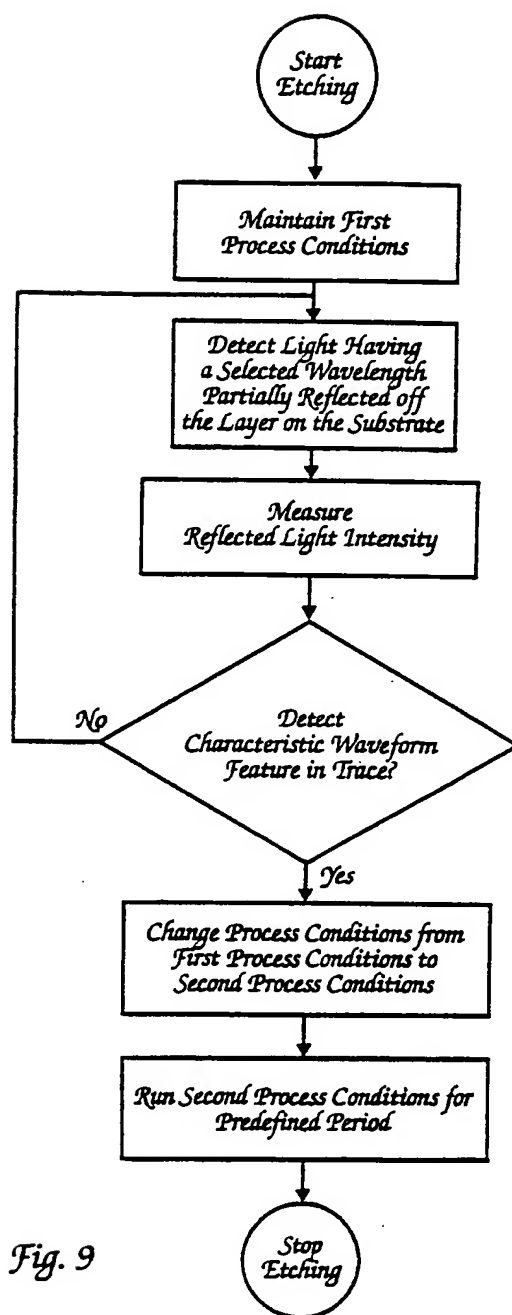 Start
Etching
Maintain First
Process Conditions
Detect Light Having
a Selected Wavelength
Partially Reflected off
the Layer on the Substrate
Measure
Reflected Light Intensity
Detect
Characteristic Waveform
Feature in Trace?
No
Yes
Change Process Conditions from
First Process Conditions to
Second Process Conditions
Run Second Process Conditions for
Predefined Period
Stop
Etching
Fig. 9